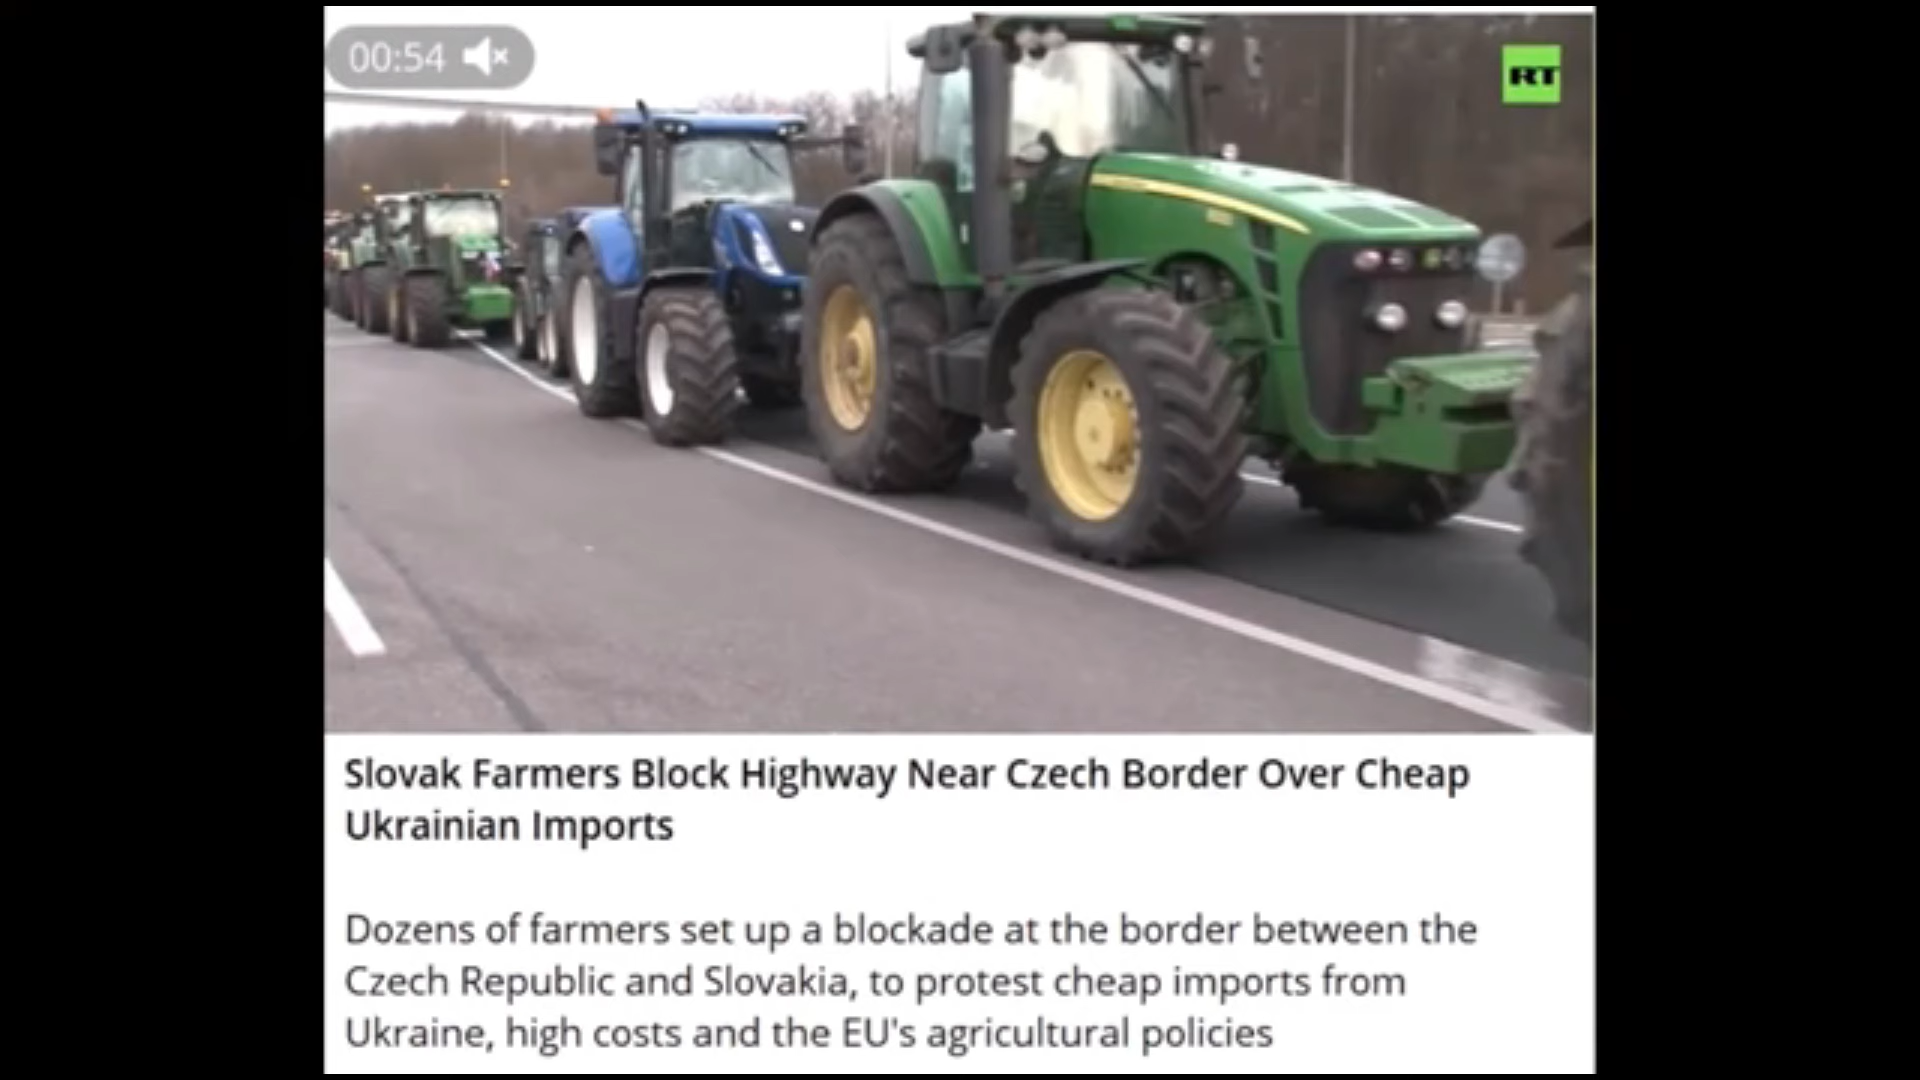 00:54
RT
Slovak Farmers Block Highway Near Czech Border Over Cheap
Ukrainian Imports
Dozens of farmers set up a blockade at the border between the
Czech Republic and Slovakia, to protest cheap imports from
Ukraine, high costs and the EU's agricultural policies